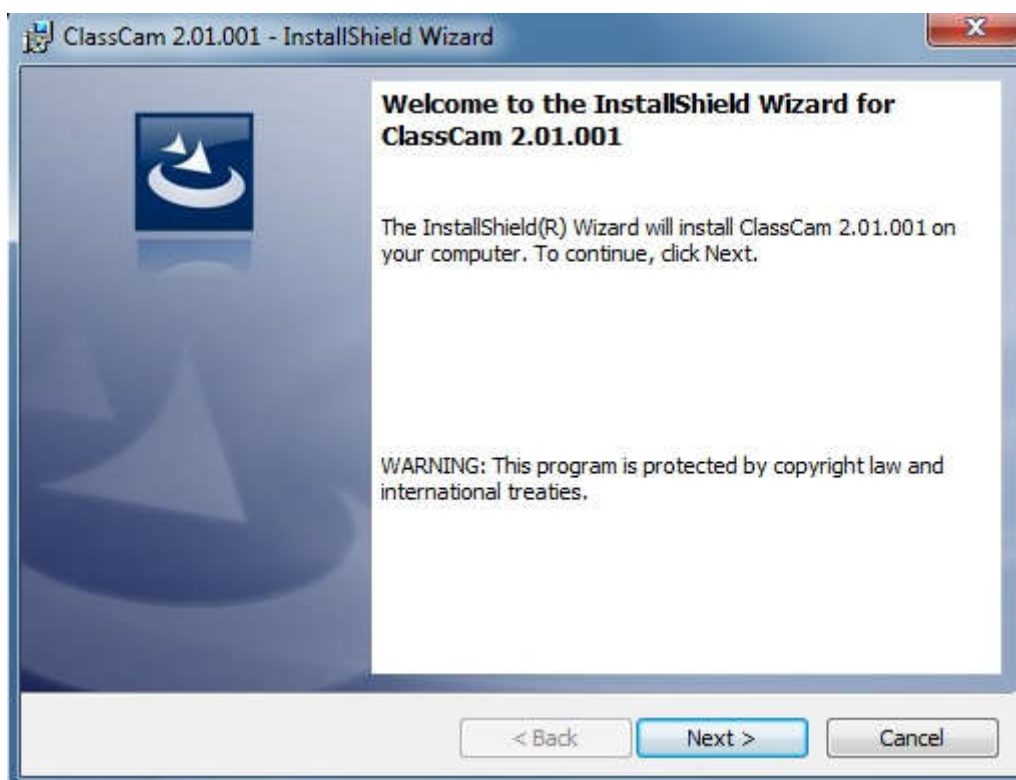 ClassCam 2.01.001 - InstallShield Wizard
Welcome to the InstallShield Wizard for
ClassCam 2.01.001
The InstallShield(R) Wizard will install ClassCam 2.01.001 on
your computer. To continue, click Next.
WARNING: This program is protected by copyright law and
international treaties.
< Back
Next >
Cancel